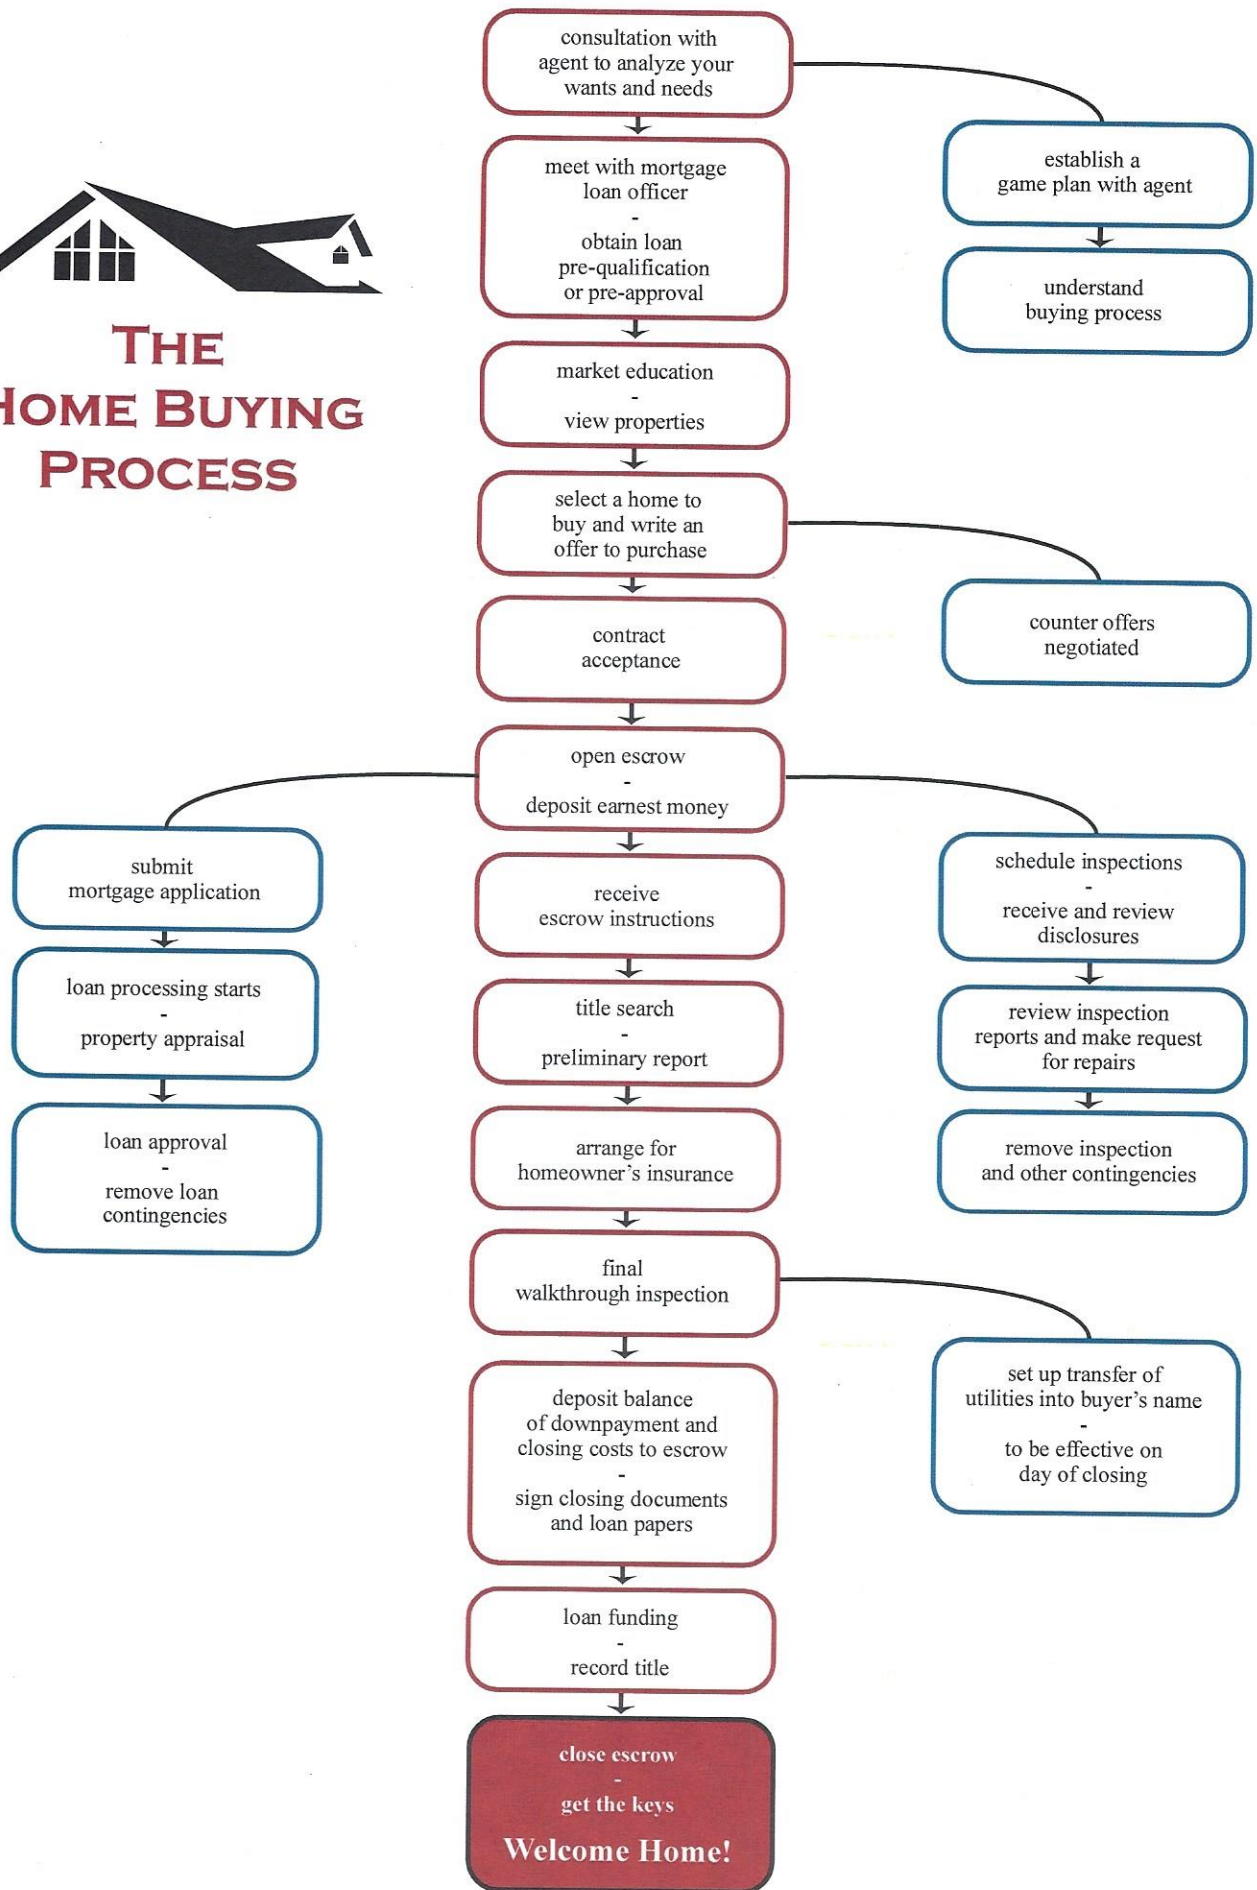 THE
HOME BUYING
PROCESS
consultation with
agent to analyze your
wants and needs
establish a
game plan with agent
understand
buying process
meet with mortgage
loan officer
-
obtain loan
pre-qualification
or pre-approval
market education
-
view properties
select a home to
buy and write an
offer to purchase
counter offers
negotiated
contract
acceptance
open escrow
-
deposit earnest money
submit
mortgage application
loan processing starts
-
property appraisal
loan approval
-
remove loan
contingencies
schedule inspections
-
receive and review
disclosures
review inspection
reports and make request
for repairs
remove inspection
and other contingencies
receive
escrow instructions
title search
-
preliminary report
arrange for
homeowner's insurance
final
walkthrough inspection
set up transfer of
utilities into buyer's name
-
to be effective on
day of closing
deposit balance
of downpayment and
closing costs to escrow
-
sign closing documents
and loan papers
loan funding
-
record title
close escrow
-
get the keys
Welcome Home!